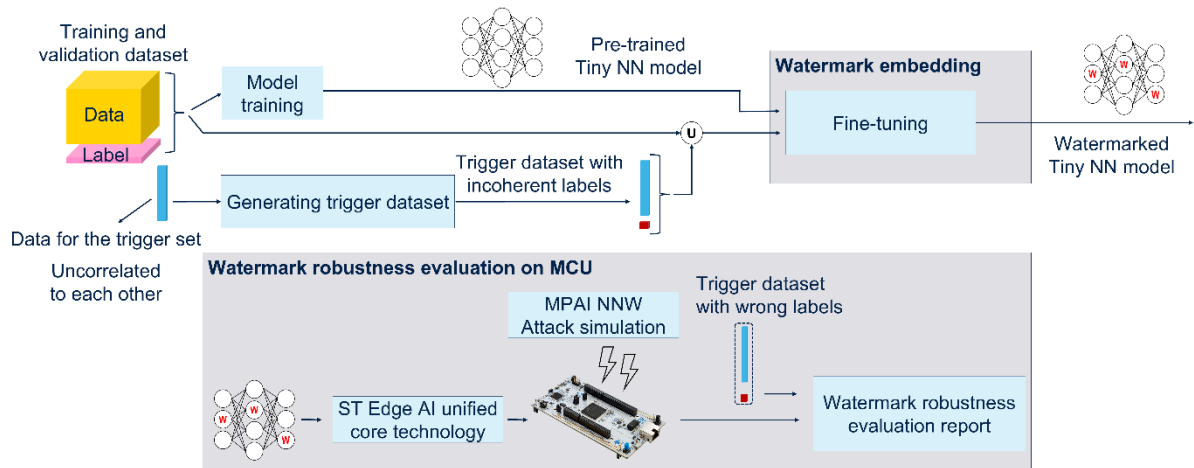 Training and
validation dataset
Data
Label
Model
training
Pre-trained
Tiny NN model
Watermark embedding
Fine-tuning
W
W
W
Watermarked
Tiny NN model
U
Trigger dataset with
incoherent labels
Generating trigger dataset
Data for the trigger set
Uncorrelated
to each other
Watermark robustness evaluation on MCU
MPAI NNW
Attack simulation
Trigger dataset
with wrong labels
W
W
W
ST Edge AI unified
core technology
Watermark robustness
evaluation report